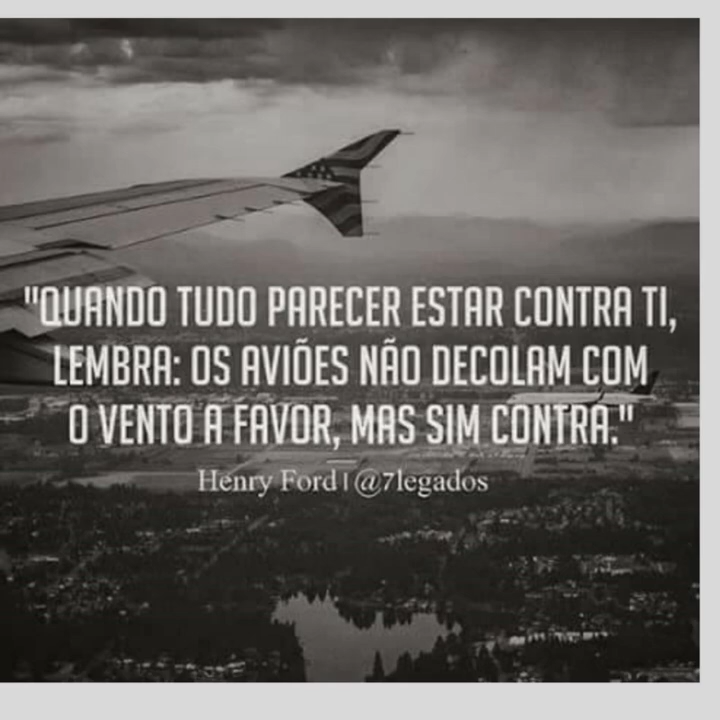 "QUANDO TUDO PARECER ESTAR CONTRA TI,
LEMBRA: OS AVIÕES NÃO DECOLAM COM
O VENTO A FAVOR, MAS SIM CONTRA."
Henry Ford | @7legados